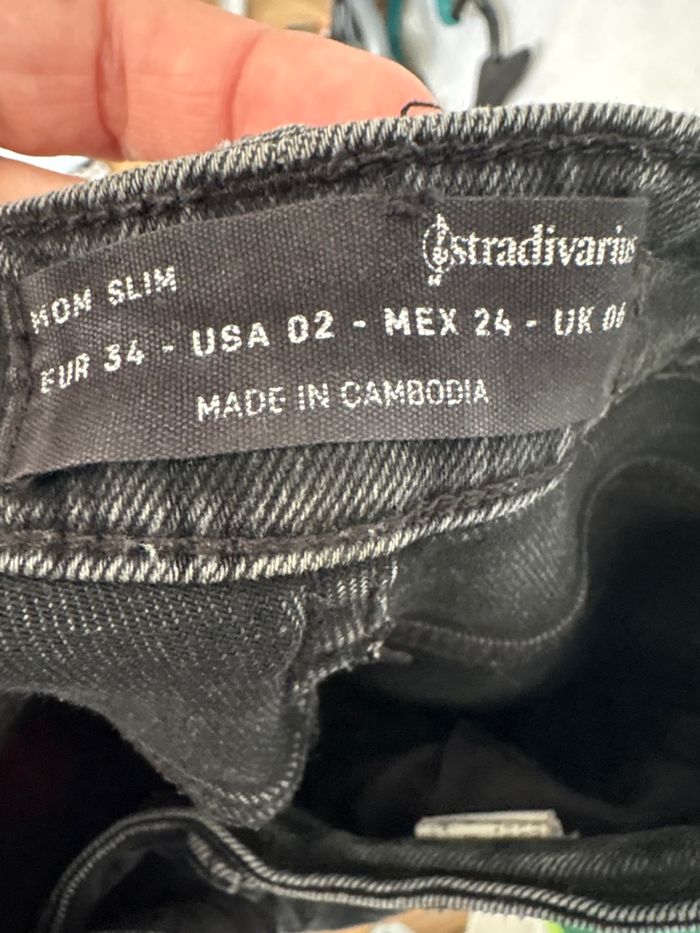 stradivarius
MOM SLIM
EUR 34 - USA 02 - MEX 24 - UK 06
MADE IN CAMBODIA